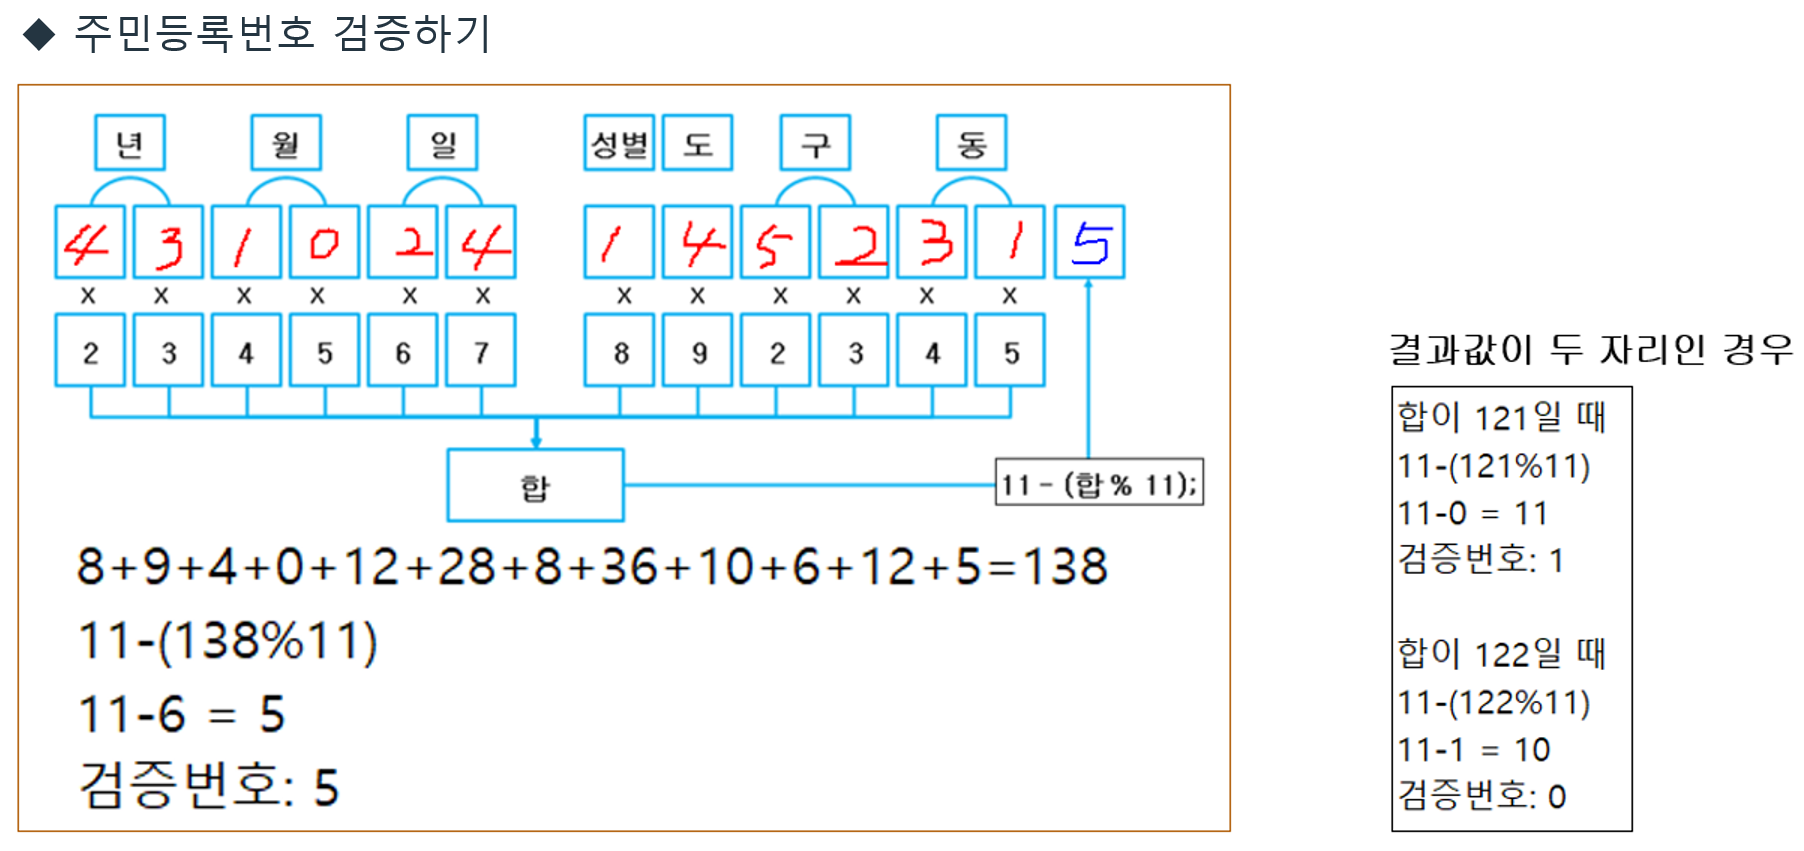 ◆ 주민등록번호 검증하기
년 월 일 성별 도 구 동
4 3 1 0 2 4 1 4 5 2 3 1 5
x x x x x x x x x x x x
2 3 4 5 6 7 8 9 2 3 4 5
합
11 - (합 % 11);
8+9+4+0+12+28+8+36+10+6+12+5=138
11-(138%11)
11-6 = 5
검증번호: 5
결과값이 두 자리인 경우
합이 121일 때
11-(121%11)
11-0 = 11
검증번호: 1
합이 122일 때
11-(122%11)
11-1 = 10
검증번호: 0